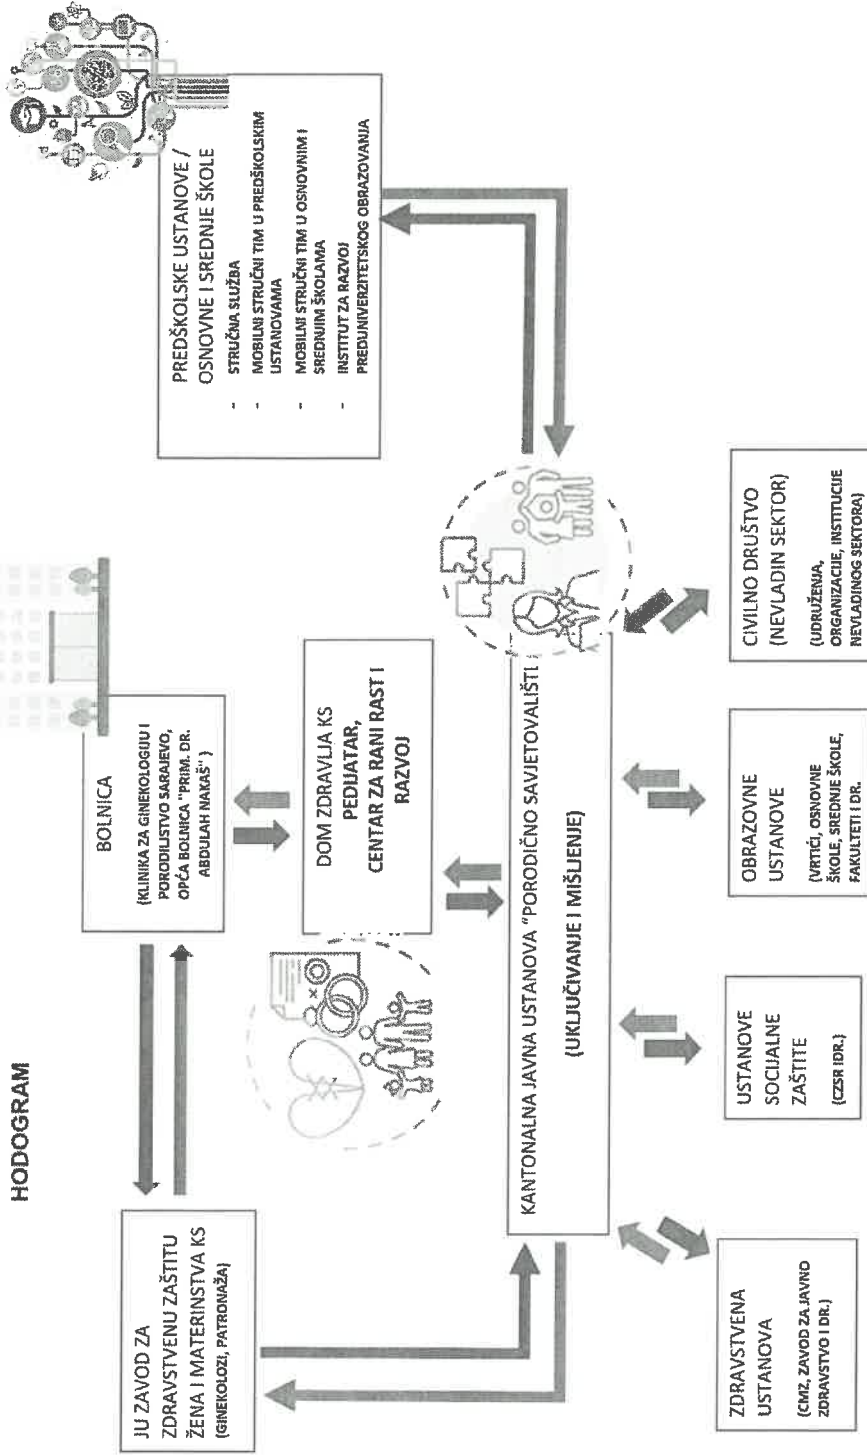 HODOGRAM
JU ZAVOD ZA
ZDRAVSTVENU ZAŠTITU
ŽENA I MATERINSTVA KS
(GINEKOLOZI, PATRONAŽA)
BOLNICA
(KLINIKA ZA GINEKOLOGIJU I
PORODILJSTVO SARAJEVO,
OPĆA BOLNICA "PRIM. DR.
ABDULAH NAKAŠ" )
PREDŠKOLSKE USTANOVE /
OSNOVNE I SREDNJE ŠKOLE
- STRUČNA SLUŽBA
- MOBILNI STRUČNI TIM U PREDŠKOLSKIM
USTANOVAMA
- MOBILNI STRUČNI TIM U OSNOVNIM I
SREDNJIM ŠKOLAMA
- INSTITUT ZA RAZVOJ
PREDUNIVERZITETSKOG OBRAZOVANJA
DOM ZDRAVLJA KS
PEDIJATAR,
CENTAR ZA RANI RAST I
RAZVOJ
KANTONALNA JAVNA USTANOVA "PORODIČNO SAVJETOVALIŠT
(UKLJUČIVANJE I MIŠLJENJE)
ZDRAVSTVENA
USTANOVA
(CMZ, ZAVOD ZA JAVNO
ZDRAVSTVO I DR.)
USTANOVE
SOCIJALNE
ZAŠTITE
(CZSR IDR.)
OBRAZOVNE
USTANOVE
(VRTIĆI, OSNOVNE
ŠKOLE, SREDNJE ŠKOLE,
FAKULTETI I DR.
CIVILNO DRUŠTVO
(NEVLADIN SEKTOR)
(UDRUŽENJA,
ORGANIZACIJE, INSTITUCIJE
NEVLADINOG SEKTORA)